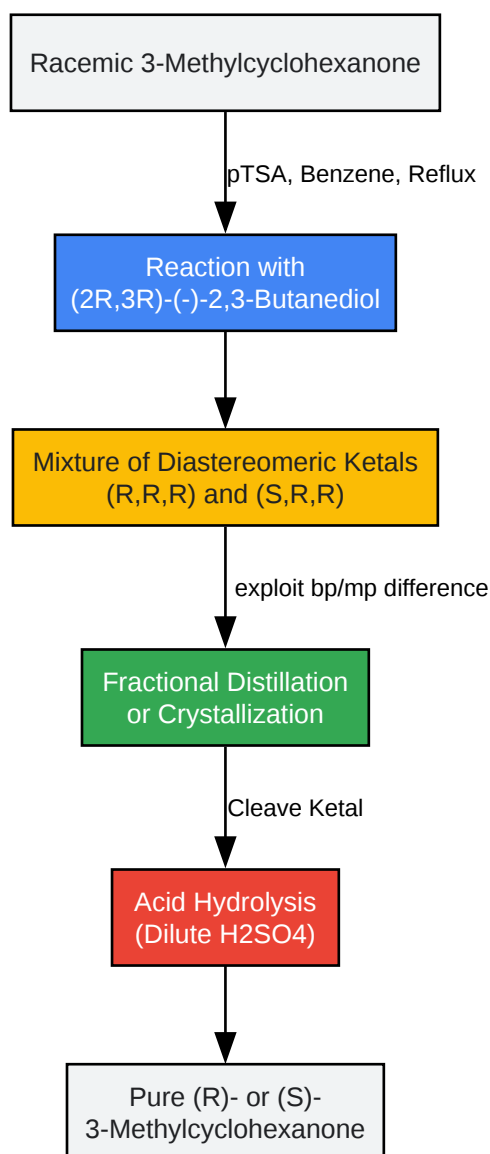 Racemic 3-Methylcyclohexanone
pTSA, Benzene, Reflux
Reaction with
(2R,3R)-(-)-2,3-Butanediol
Mixture of Diastereomeric Ketals
(R,R,R) and (S,R,R)
exploit bp/mp difference
Fractional Distillation
or Crystallization
Cleave Ketal
Acid Hydrolysis
(Dilute H2SO4)
Pure (R)- or (S)-
3-Methylcyclohexanone